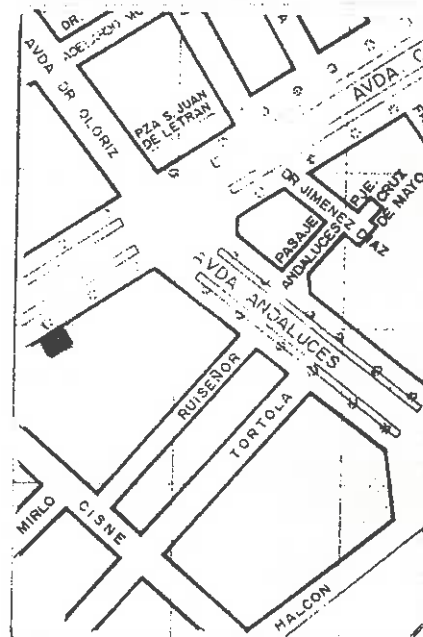 DR.
AVDA DR OLORIZ
PZA S. JUAN
DE LETRAN
AVDA
DR JIMENEZ DIAZ
PJE. CRUZ
DE MAYO
PASAJE
ANDALUCES
AVDA ANDALUCES
RUISEÑOR
TORTOLA
MIRLO
CISNE
HALCON